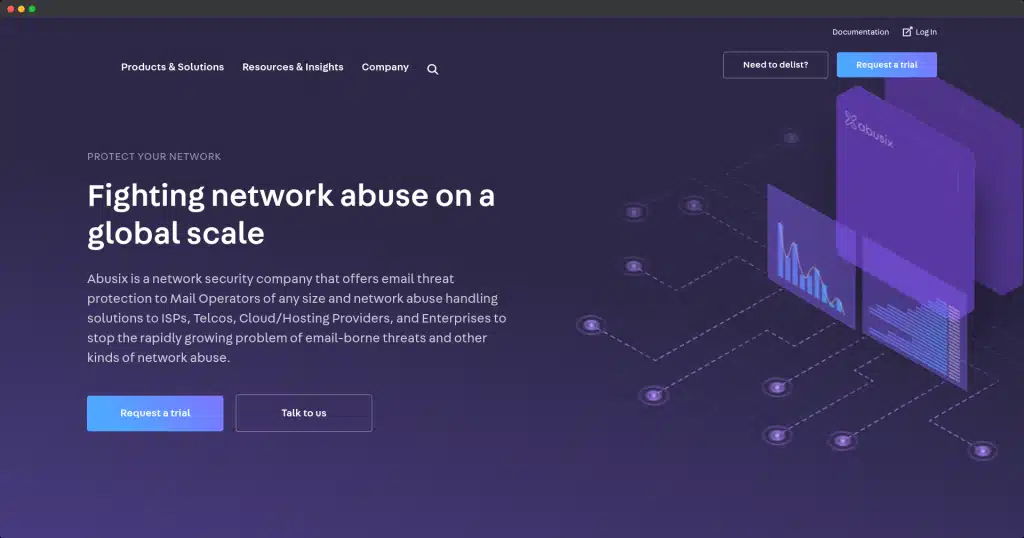 Documentation
Log In
Products & Solutions
Resources & Insights
Company
Need to delist?
Request a trial
abusix
PROTECT YOUR NETWORK
Fighting network abuse on a
global scale
Abusix is a network security company that offers email threat
protection to Mail Operators of any size and network abuse handling
solutions to ISPs, Telcos, Cloud/Hosting Providers, and Enterprises to
stop the rapidly growing problem of email-borne threats and other
kinds of network abuse.
Request a trial
Talk to us